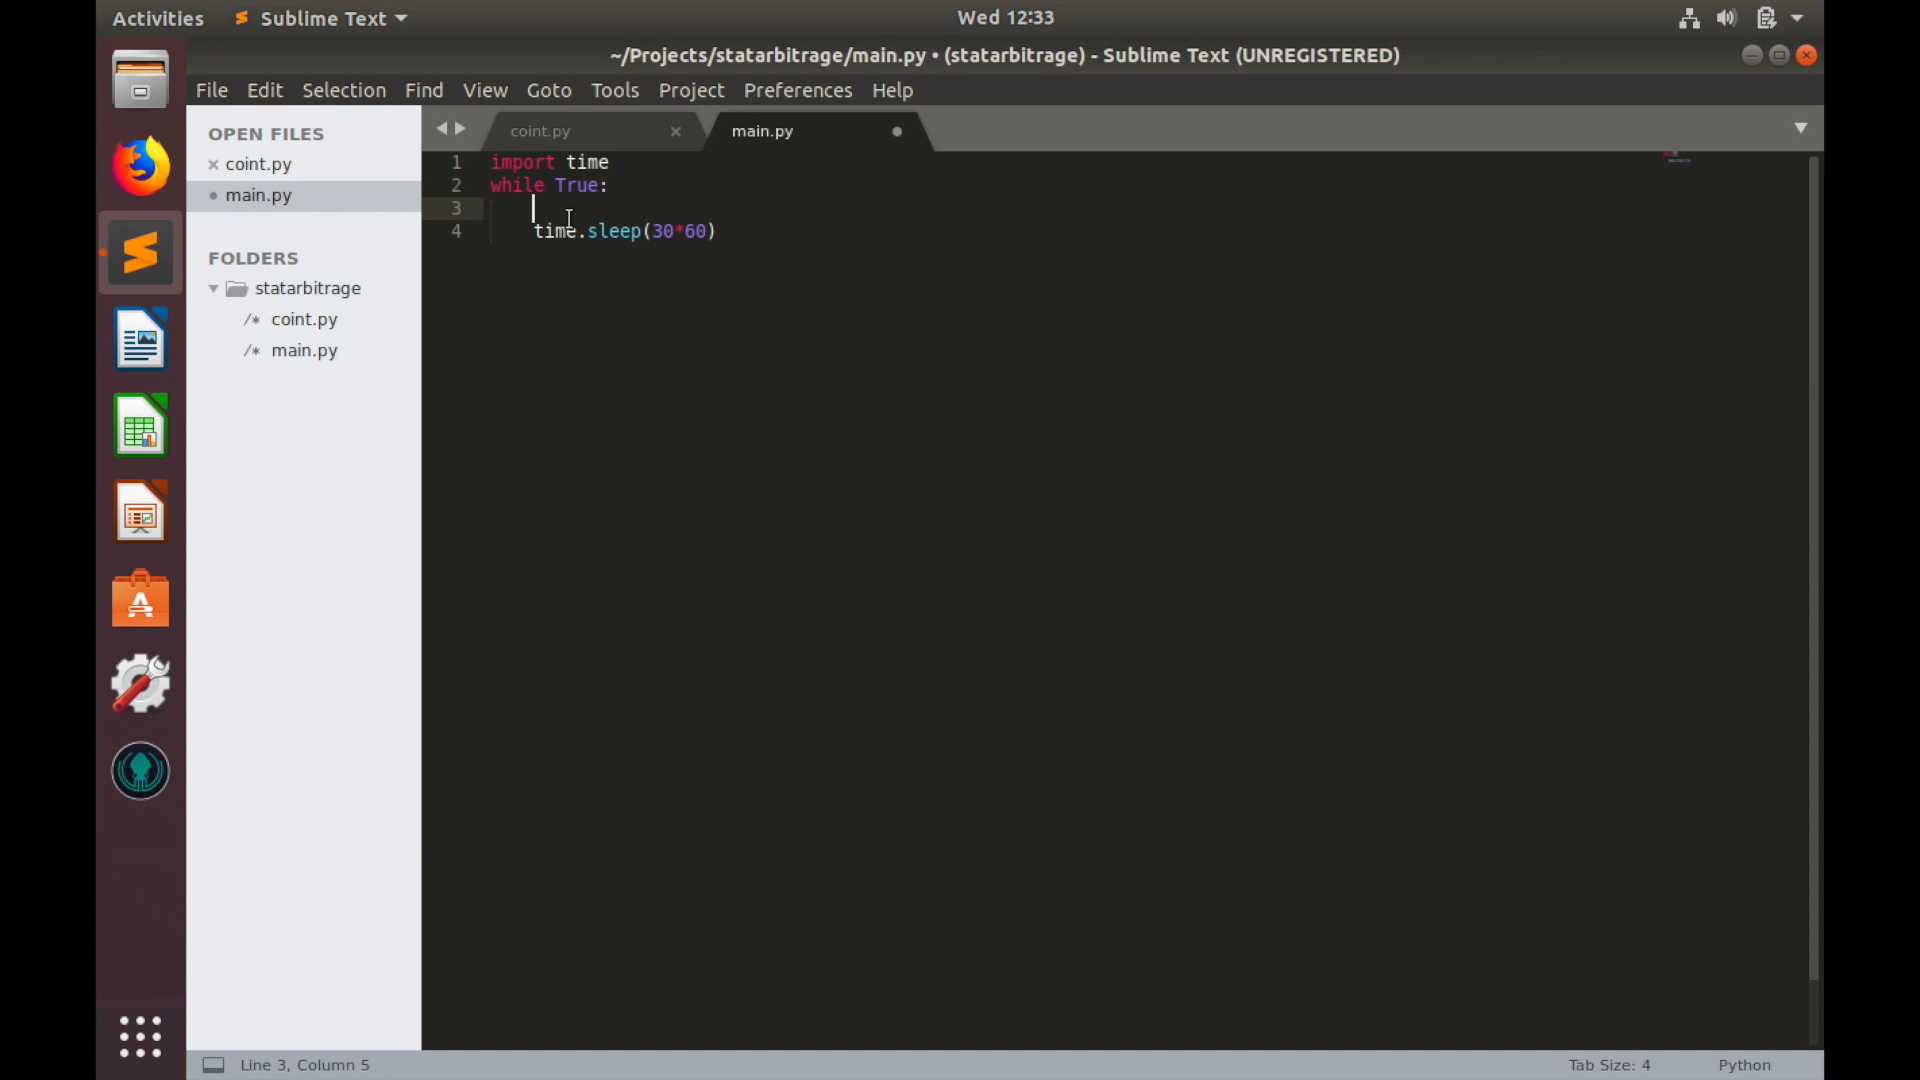 Activities Sublime Text Wed 12:33
~/Projects/statarbitrage/main.py • (statarbitrage) - Sublime Text (UNREGISTERED)
File Edit Selection Find View Goto Tools Project Preferences Help
OPEN FILES
coint.py
main.py
FOLDERS
statarbitrage
/* coint.py
/* main.py
coint.py main.py
1 import time
2 while True:
3
4 time.sleep(30*60)
Line 3, Column 5 Tab Size: 4 Python